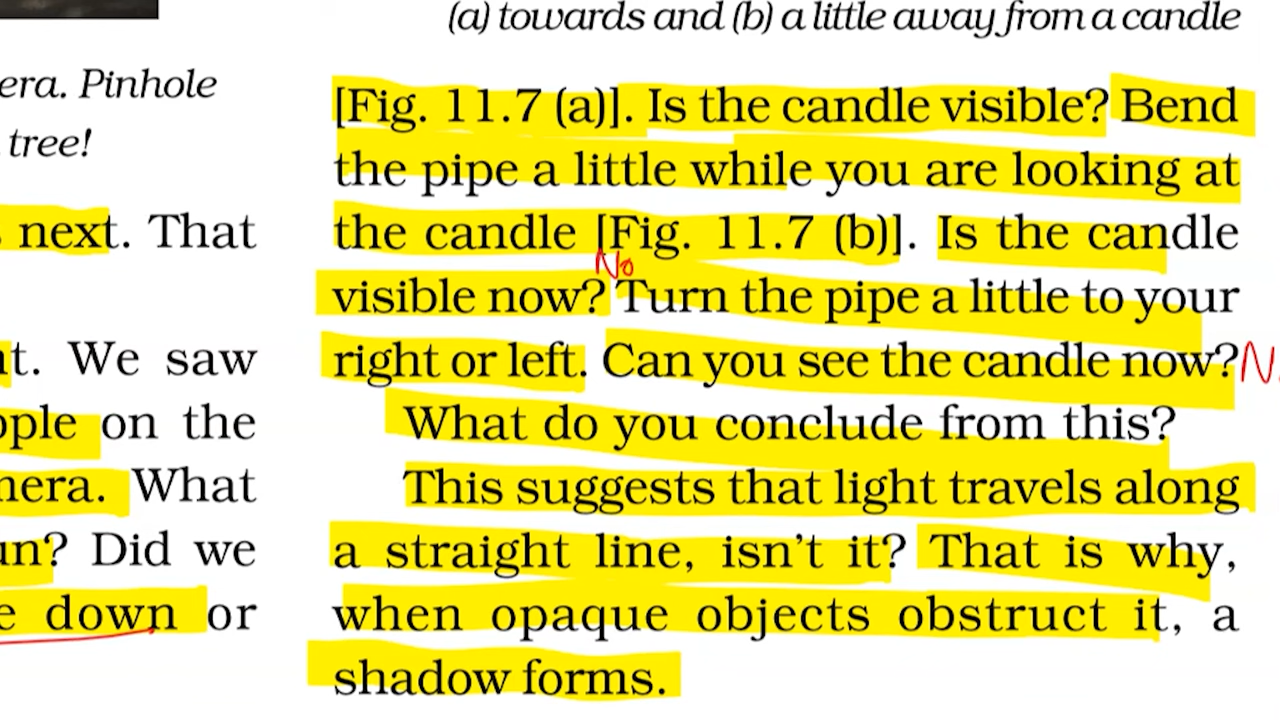 era. Pinhole
tree!
next. That
t. We saw
on the
era. What
un? Did we
e down or
(a) towards and (b) a little away from a candle
[Fig. 11.7 (a)]. Is the candle visible? Bend
the pipe a little while you are looking at
the candle [Fig. 11.7 (b)]. Is the candle
No
visible now? Turn the pipe a little to your
right or left. Can you see the candle now?
What do you conclude from this?
This suggests that light travels along
a straight line, isn't it? That is why,
when opaque objects obstruct it, a
shadow forms.